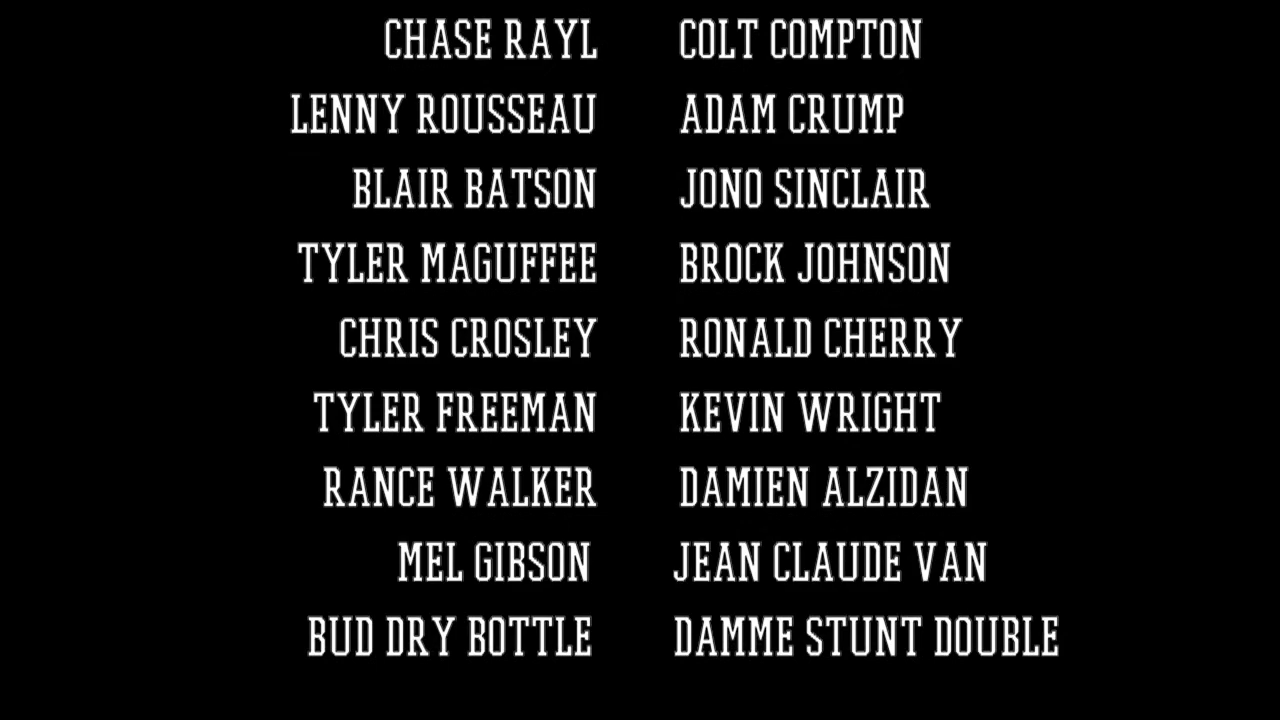 CHASE RAYL COLT COMPTON
LENNY ROUSSEAU ADAM CRUMP
BLAIR BATSON JONO SINCLAIR
TYLER MAGUFFEE BROCK JOHNSON
CHRIS CROSLEY RONALD CHERRY
TYLER FREEMAN KEVIN WRIGHT
RANCE WALKER DAMIEN ALZIDAN
MEL GIBSON JEAN CLAUDE VAN
BUD DRY BOTTLE DAMME STUNT DOUBLE